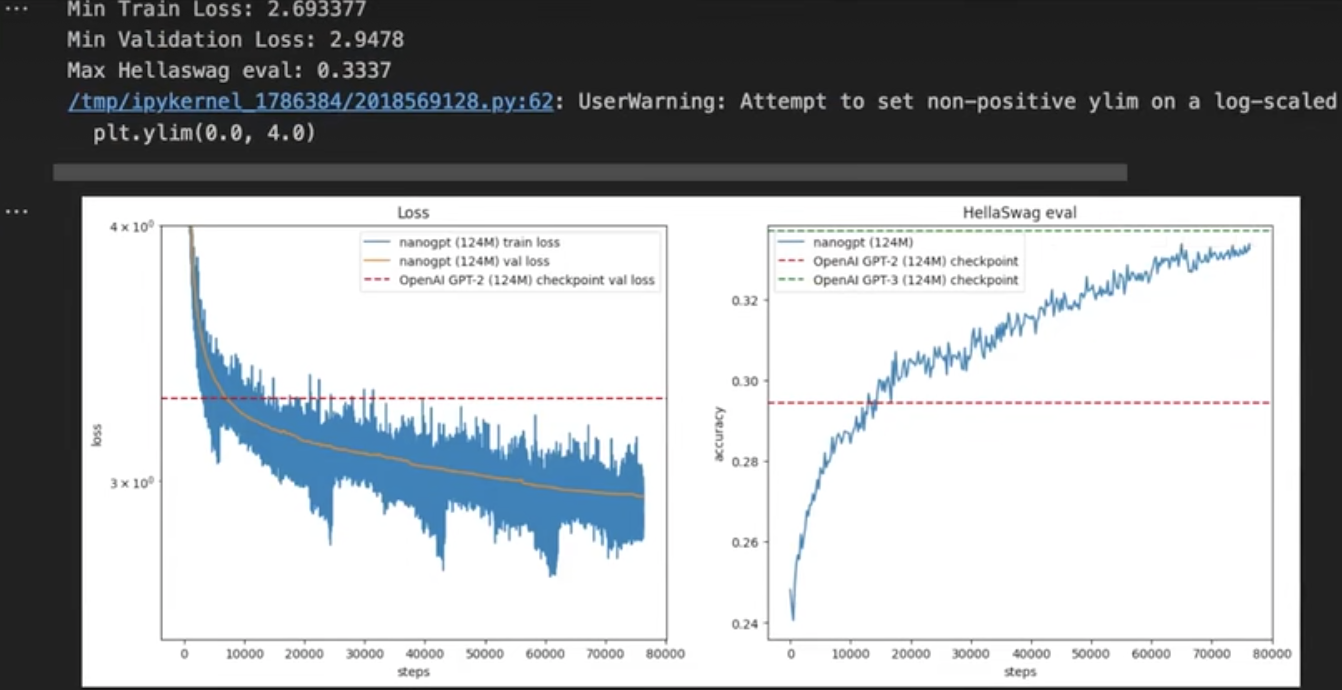 Min Train Loss: 2.693377
Min Validation Loss: 2.9478
Max Hellaswag eval: 0.3337
/tmp/ipykernel_1786384/2018569128.py:62: UserWarning: Attempt to set non-positive ylim on a log-scaled
plt.ylim(0.0, 4.0)
Loss
4 × 10⁰
3 × 10⁰
loss
nanogpt (124M) train loss
nanogpt (124M) val loss
OpenAI GPT-2 (124M) checkpoint val loss
0 10000 20000 30000 40000 50000 60000 70000 80000
steps
HellaSwag eval
nanogpt (124M)
OpenAI GPT-2 (124M) checkpoint
OpenAI GPT-3 (124M) checkpoint
0.32
0.30
0.28
0.26
0.24
accuracy
0 10000 20000 30000 40000 50000 60000 70000 80000
steps